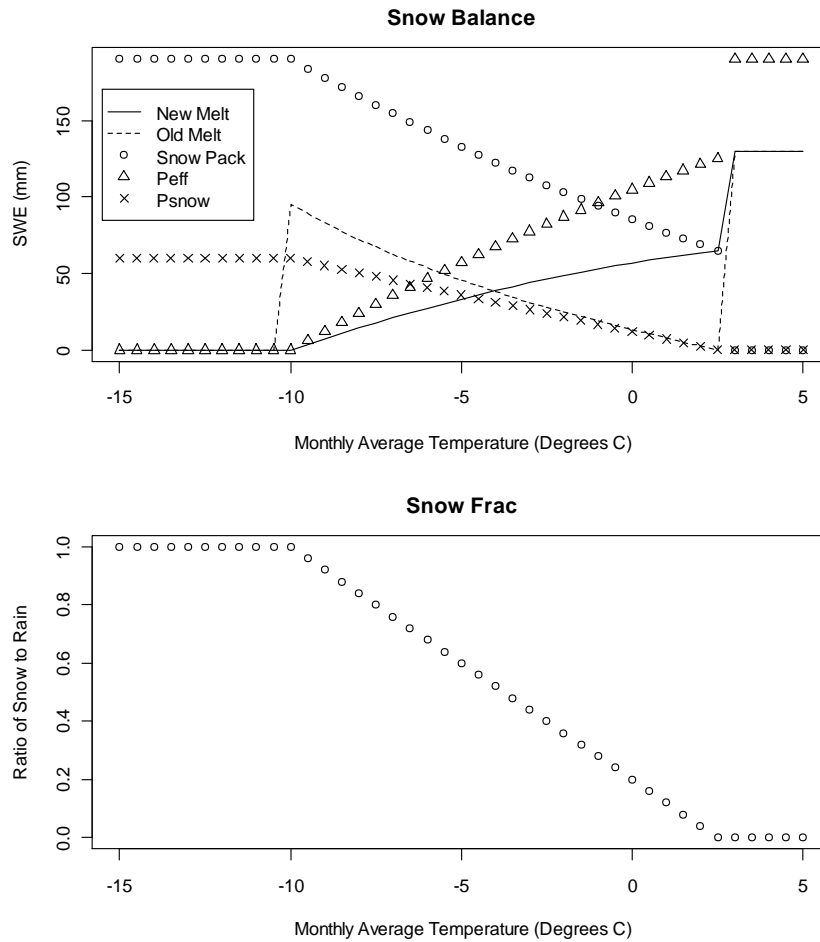 Snow Balance
SWE (mm)
0 50 100 150
New Melt
Old Melt
Snow Pack
Peff
Psnow
-15 -10 -5 0 5
Monthly Average Temperature (Degrees C)
Snow Frac
Ratio of Snow to Rain
0.0 0.2 0.4 0.6 0.8 1.0
-15 -10 -5 0 5
Monthly Average Temperature (Degrees C)